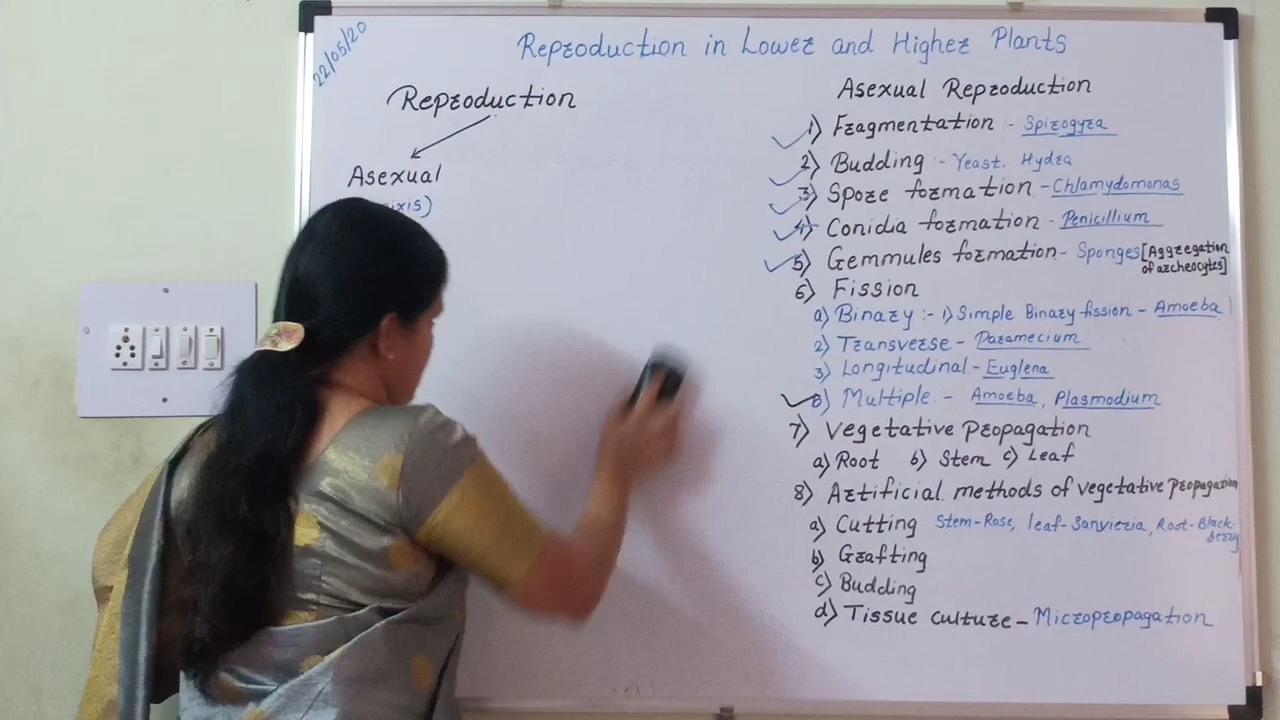 22/05/20
Reproduction in Lower and Higher Plants
Reproduction
Asexual
Asexual Reproduction
1) Fragmentation :- Spirogyra
2) Budding :- Yeast, Hydra
3) Spore formation - Chlamydomonas
4) Conidia formation - Penicillium
5) Gemmules formation - Sponges [Aggregation of archeocytes]
6) Fission
a) Binary :- 1) Simple Binary fission - Amoeba
2) Transverse - Paramecium
3) Longitudinal - Euglena
b) Multiple - Amoeba, Plasmodium
7) Vegetative Propagation
a) Root b) Stem c) Leaf
8) Artificial methods of vegetative propagation
a) Cutting Stem-Rose, leaf-Sanvieria, Root-Black-
berry
b) Grafting
c) Budding
d) Tissue culture - Micropropagation